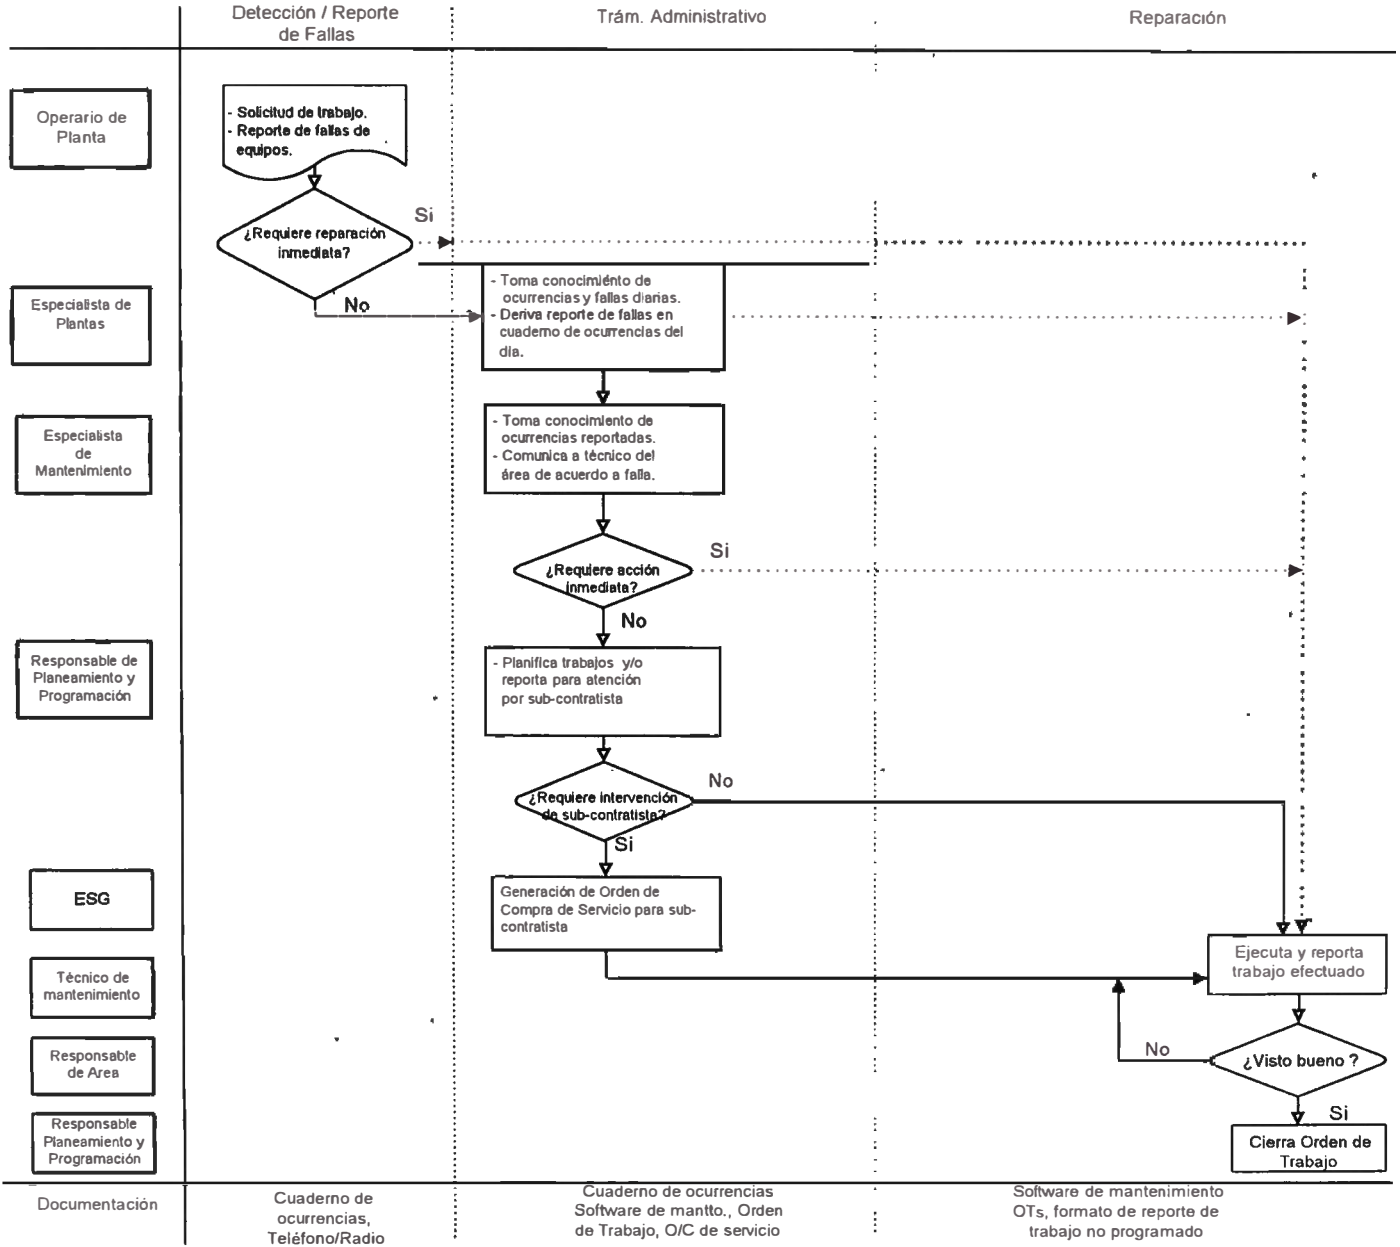 Detección / Reporte
de Fallas
Trám. Administrativo
Reparación
Operario de
Planta
- Solicitud de trabajo.
- Reporte de fallas de
equipos.
¿Requiere reparación
inmediata?
Si
No
Especialista de
Plantas
- Toma conocimiénto de
ocurrencias y fallas diarias.
- Deriva reporte de fallas en
cuaderno de ocurrencias del
dia.
Especialista
de
Mantenimiento
- Toma conocimiento de
ocurrencias reportadas.
- Comunica a técnico del
área de acuerdo a falla.
¿Requiere acción
inmediata?
Si
No
Responsable de
Planeamiento y
Programación
- Planifica trabajos y/o
reporta para atención
por sub-contratista
¿Requiere intervención
de sub-contratista?
No
Si
ESG
Generación de Orden de
Compra de Servicio para sub-
contratista
Ejecuta y reporta
trabajo efectuado
Técnico de
mantenimiento
Responsable
de Area
No
¿Visto bueno ?
Si
Responsable
Planeamiento y
Programación
Cierra Orden de
Trabajo
Documentación
Cuaderno de
ocurrencias,
Teléfono/Radio
Cuaderno de ocurrencias
Software de mantto., Orden
de Trabajo, O/C de servicio
Software de mantenimiento
OTs, formato de reporte de
trabajo no programado